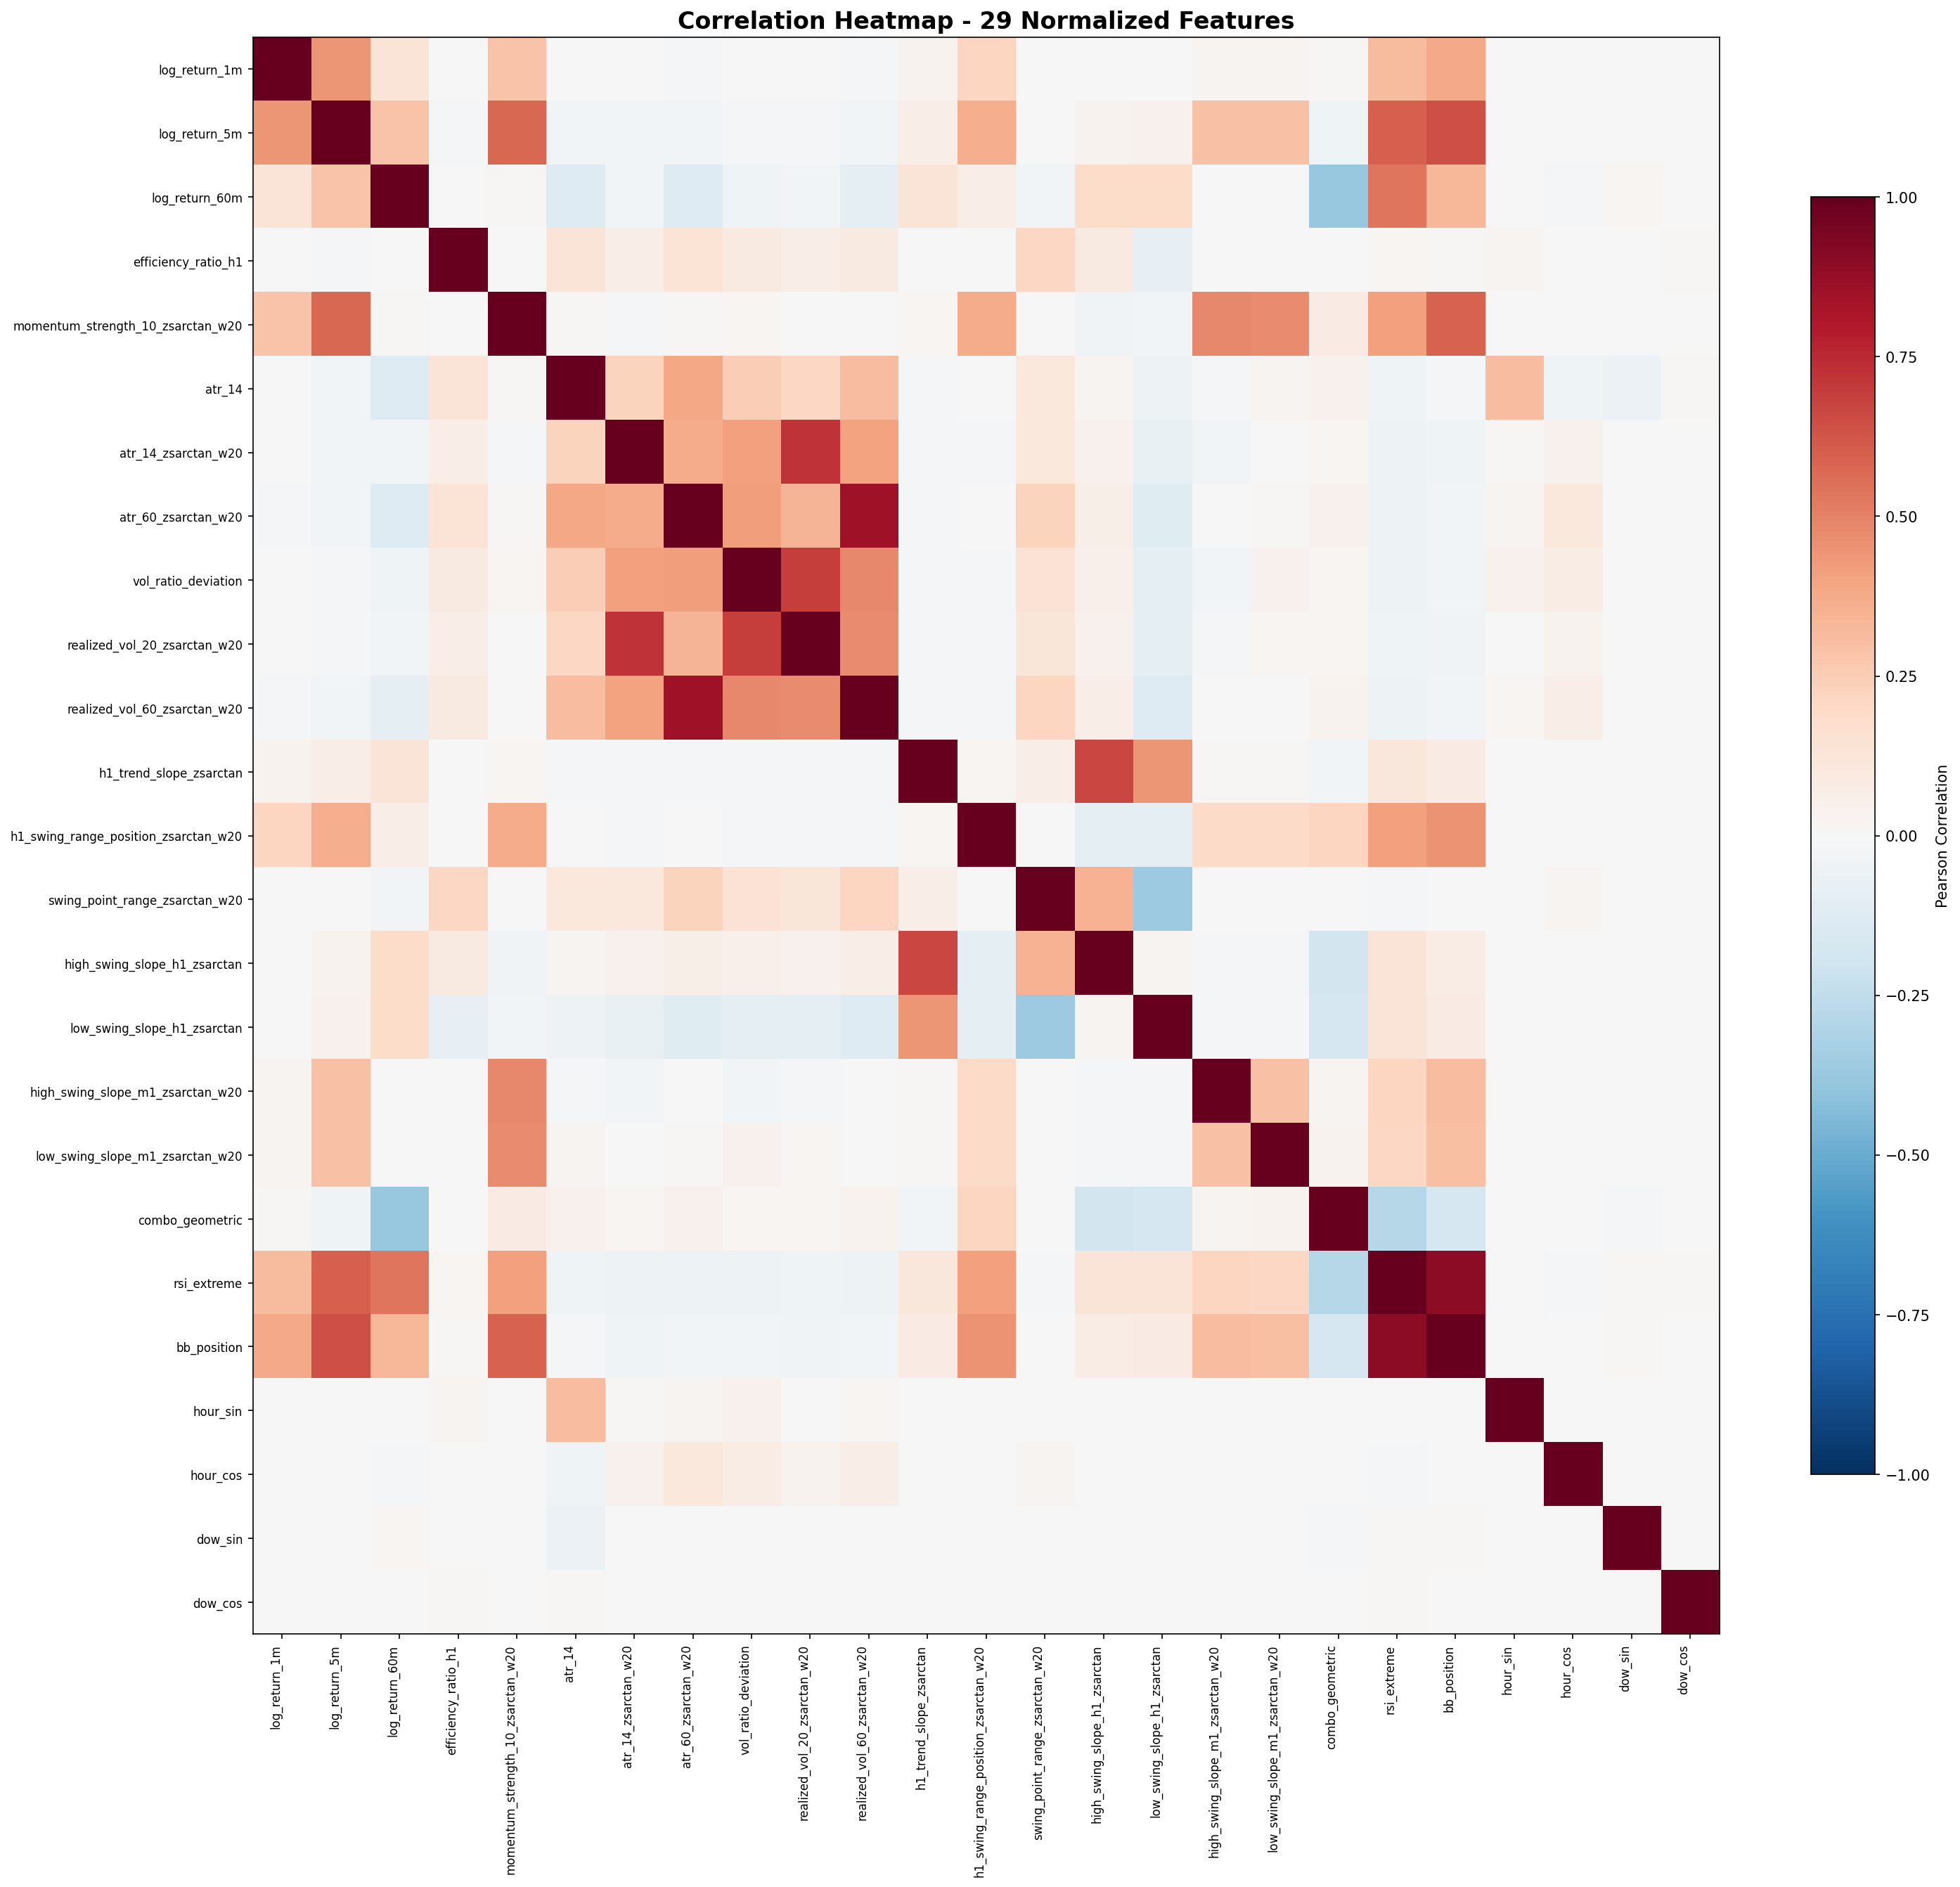 Correlation Heatmap - 29 Normalized Features
log_return_1m
log_return_5m
log_return_60m
efficiency_ratio_h1
momentum_strength_10_zsarctan_w20
atr_14
atr_14_zsarctan_w20
atr_60_zsarctan_w20
vol_ratio_deviation
realized_vol_20_zsarctan_w20
realized_vol_60_zsarctan_w20
h1_trend_slope_zsarctan
h1_swing_range_position_zsarctan_w20
swing_point_range_zsarctan_w20
high_swing_slope_h1_zsarctan
low_swing_slope_h1_zsarctan
high_swing_slope_m1_zsarctan_w20
low_swing_slope_m1_zsarctan_w20
combo_geometric
rsi_extreme
bb_position
hour_sin
hour_cos
dow_sin
dow_cos
log_return_1m
log_return_5m
log_return_60m
efficiency_ratio_h1
momentum_strength_10_zsarctan_w20
atr_14
atr_14_zsarctan_w20
atr_60_zsarctan_w20
vol_ratio_deviation
realized_vol_20_zsarctan_w20
realized_vol_60_zsarctan_w20
h1_trend_slope_zsarctan
h1_swing_range_position_zsarctan_w20
swing_point_range_zsarctan_w20
high_swing_slope_h1_zsarctan
low_swing_slope_h1_zsarctan
high_swing_slope_m1_zsarctan_w20
low_swing_slope_m1_zsarctan_w20
combo_geometric
rsi_extreme
bb_position
hour_sin
hour_cos
dow_sin
dow_cos
1.00
0.75
0.50
0.25
0.00
−0.25
−0.50
−0.75
−1.00
Pearson Correlation